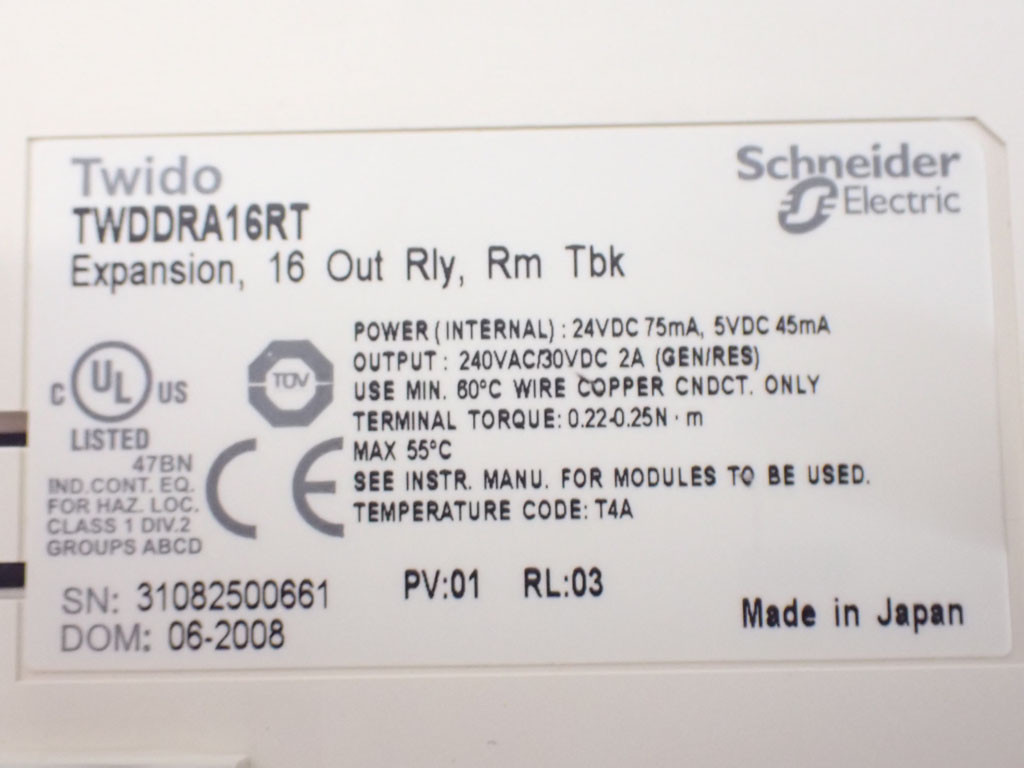 Twido
TWDDRA16RT
Expansion, 16 Out Rly, Rm Tbk
Schneider
Electric
POWER (INTERNAL) : 24VDC 75mA, 5VDC 45mA
OUTPUT : 240VAC/30VDC 2A (GEN/RES)
USE MIN. 60°C WIRE COPPER CNDCT. ONLY
TERMINAL TORQUE: 0.22-0.25N · m
MAX 55°C
SEE INSTR. MANU. FOR MODULES TO BE USED.
TEMPERATURE CODE: T4A
C UL US
LISTED
47BN
IND.CONT. EQ.
FOR HAZ. LOC.
CLASS 1 DIV.2
GROUPS ABCD
TUV
CE
SN: 31082500661
DOM: 06-2008
PV:01 RL:03
Made in Japan